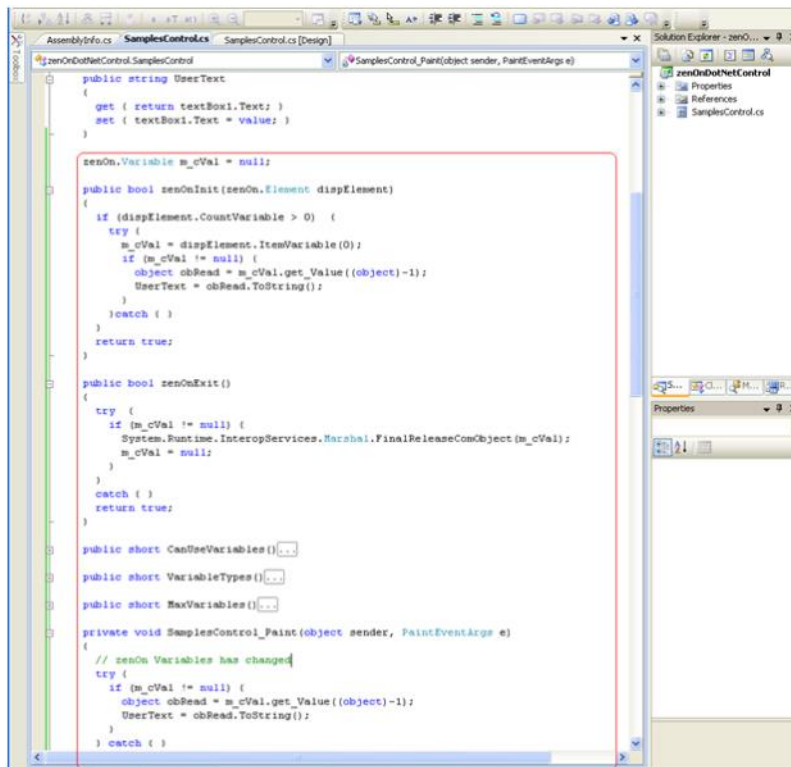 AssemblyInfo.cs SamplesControl.cs SamplesControl.cs [Design]
Solution Explorer - zenO...
Toolbox
zenOnDotNetControl.SamplesControl
SamplesControl_Paint(object sender, PaintEventArgs e)
zenOnDotNetControl
Properties
References
SamplesControl.cs
public string UserText
{
get { return textBox1.Text; }
set { textBox1.Text = value; }
}
zenOn.Variable m_cVal = null;
public bool zenOnInit(zenOn.Element dispElement)
{
if (dispElement.CountVariable > 0) {
try {
m_cVal = dispElement.ItemVariable(0);
if (m_cVal != null) {
object obRead = m_cVal.get_Value((object)-1);
UserText = obRead.ToString();
}
}catch { }
}
return true;
}
public bool zenOnExit()
{
try {
if (m_cVal != null) {
System.Runtime.InteropServices.Marshal.FinalReleaseComObject(m_cVal);
m_cVal = null;
}
}
catch { }
return true;
}
public short CanUseVariables()...
public short VariableTypes()...
public short MaxVariables()...
private void SamplesControl_Paint(object sender, PaintEventArgs e)
{
// zenOn Variables has changed
try {
if (m_cVal != null) {
object obRead = m_cVal.get_Value((object)-1);
UserText = obRead.ToString();
}
} catch { }
S... Cl... M... R...
Properties